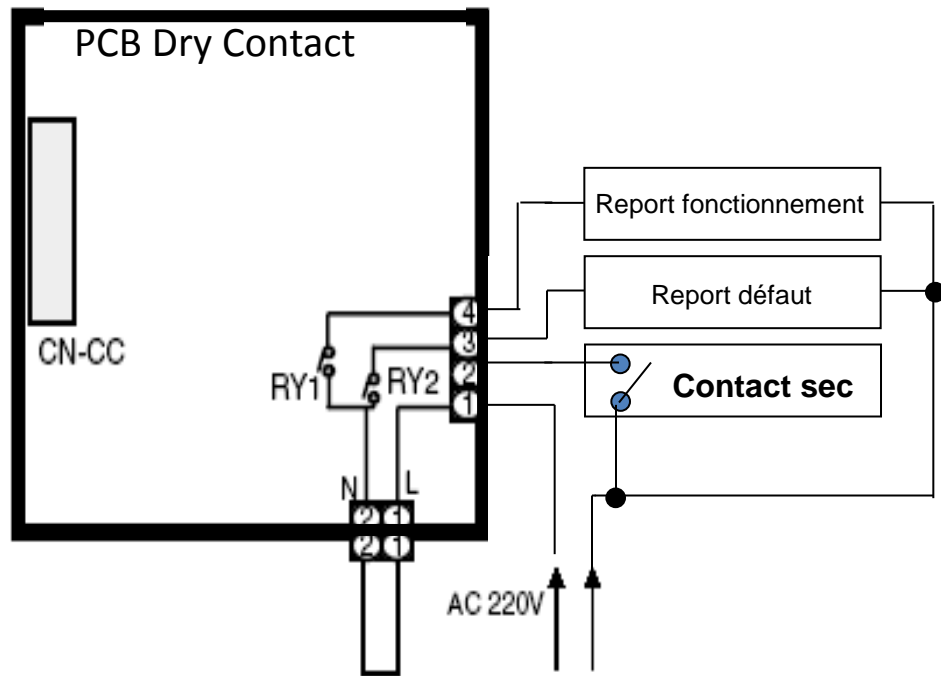 PCB Dry Contact
CN-CC
RY1
RY2
4
3
2
1
N
L
2 1
2 1
Report fonctionnement
Report défaut
Contact sec
AC 220V